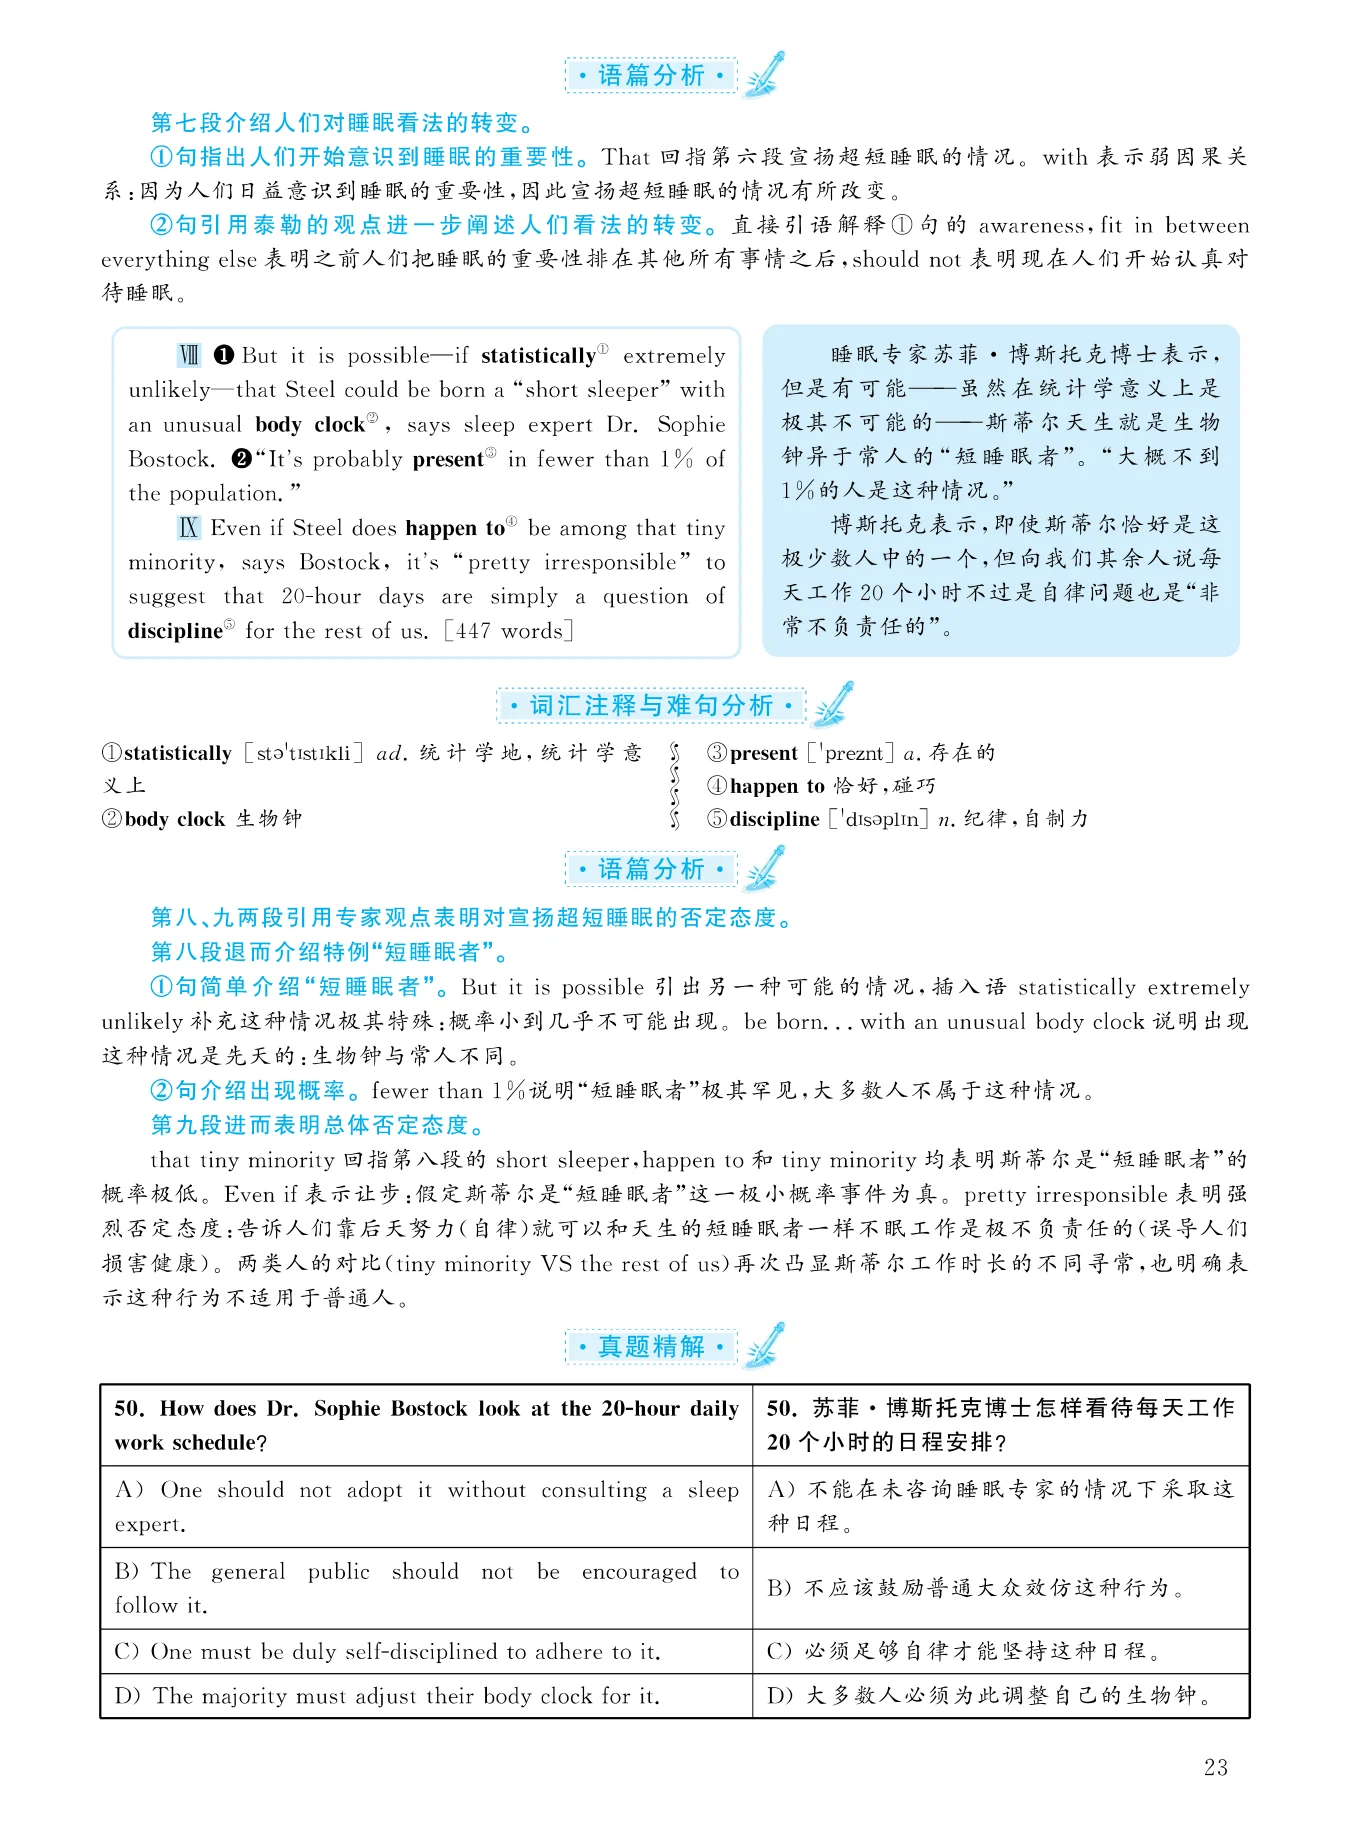 ·语篇分析·
第七段介绍人们对睡眠看法的转变。
①句指出人们开始意识到睡眠的重要性。That 回指第六段宣扬超短睡眠的情况。with 表示弱因果关
系:因为人们日益意识到睡眠的重要性,因此宣扬超短睡眠的情况有所改变。
②句引用泰勒的观点进一步阐述人们看法的转变。直接引语解释①句的 awareness,fit in between
everything else 表明之前人们把睡眠的重要性排在其他所有事情之后,should not 表明现在人们开始认真对
待睡眠。
Ⅷ ❶ But it is possible—if statistically① extremely
unlikely—that Steel could be born a “short sleeper” with
an unusual body clock②, says sleep expert Dr. Sophie
Bostock. ❷“It’s probably present③ in fewer than 1% of
the population.”
Ⅸ Even if Steel does happen to④ be among that tiny
minority, says Bostock, it’s “pretty irresponsible” to
suggest that 20-hour days are simply a question of
discipline⑤ for the rest of us. [447 words]
睡眠专家苏菲·博斯托克博士表示,
但是有可能——虽然在统计学意义上是
极其不可能的——斯蒂尔天生就是生物
钟异于常人的“短睡眠者”。“大概不到
1%的人是这种情况。”
博斯托克表示,即使斯蒂尔恰好是这
极少数人中的一个,但向我们其余人说每
天工作 20 个小时不过是自律问题也是“非
常不负责任的”。
·词汇注释与难句分析·
①statistically [stəˈtɪstɪkli] ad. 统计学地,统计学意
义上
②body clock 生物钟
③present [ˈpreznt] a. 存在的
④happen to 恰好,碰巧
⑤discipline [ˈdɪsəplɪn] n. 纪律,自制力
·语篇分析·
第八、九两段引用专家观点表明对宣扬超短睡眠的否定态度。
第八段退而介绍特例“短睡眠者”。
①句简单介绍“短睡眠者”。But it is possible 引出另一种可能的情况,插入语 statistically extremely
unlikely 补充这种情况极其特殊:概率小到几乎不可能出现。be born...with an unusual body clock 说明出现
这种情况是先天的:生物钟与常人不同。
②句介绍出现概率。fewer than 1%说明“短睡眠者”极其罕见,大多数人不属于这种情况。
第九段进而表明总体否定态度。
that tiny minority 回指第八段的 short sleeper,happen to 和 tiny minority 均表明斯蒂尔是“短睡眠者”的
概率极低。Even if 表示让步:假定斯蒂尔是“短睡眠者”这一极小概率事件为真。pretty irresponsible 表明强
烈否定态度:告诉人们靠后天努力(自律)就可以和天生的短睡眠者一样不眠工作是极不负责任的(误导人们
损害健康)。两类人的对比(tiny minority VS the rest of us)再次凸显斯蒂尔工作时长的不同寻常,也明确表
示这种行为不适用于普通人。
·真题精解·
50. How does Dr. Sophie Bostock look at the 20-hour daily
work schedule?
50. 苏菲·博斯托克博士怎样看待每天工作
20 个小时的日程安排?
A) One should not adopt it without consulting a sleep
expert.
A) 不能在未咨询睡眠专家的情况下采取这
种日程。
B) The general public should not be encouraged to
follow it.
B) 不应该鼓励普通大众效仿这种行为。
C) One must be duly self-disciplined to adhere to it.
C) 必须足够自律才能坚持这种日程。
D) The majority must adjust their body clock for it.
D) 大多数人必须为此调整自己的生物钟。
23